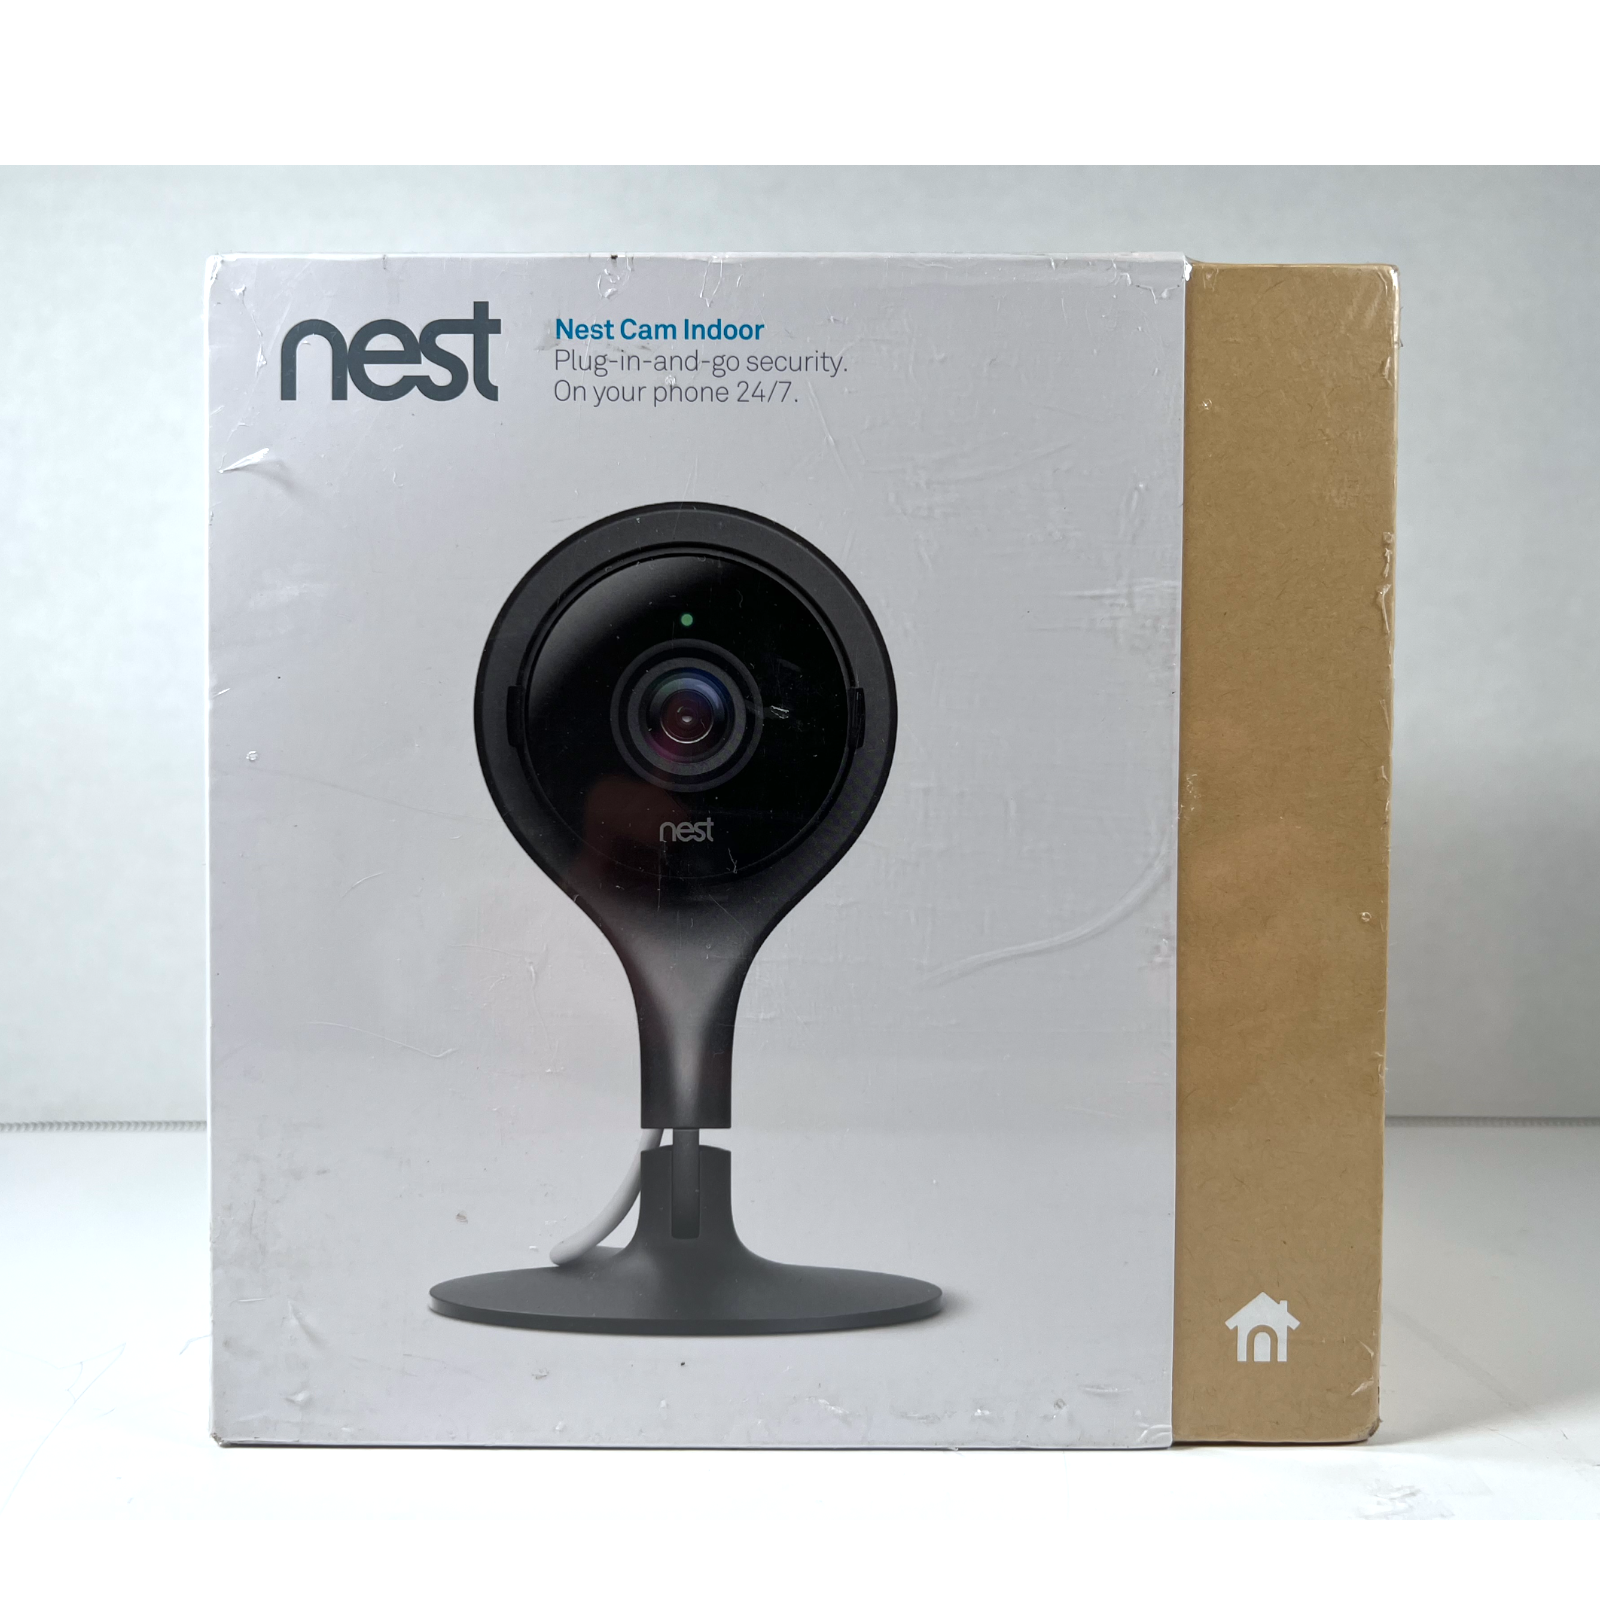 nest
Nest Cam Indoor
Plug-in-and-go security.
On your phone 24/7.
nest